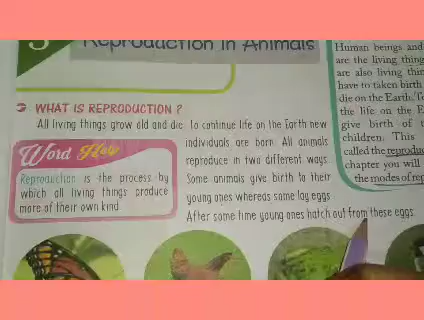 Reproduction in Animals
WHAT IS REPRODUCTION ?
All living things grow old and die. To continue life on the Earth new
individuals are born. All animals
reproduce in two different ways.
Some animals give birth to their
young ones whereas some lay eggs.
After some time young ones hatch out from these eggs.
Word
Reproduction is the process by
which all living things produce
more of their own kind.
Human beings and
are the living thing
are also living thin
have to taken birth
die on the Earth. To
the life on the E
give birth of
children. This
called the reprodu
chapter you will
the modes of rep